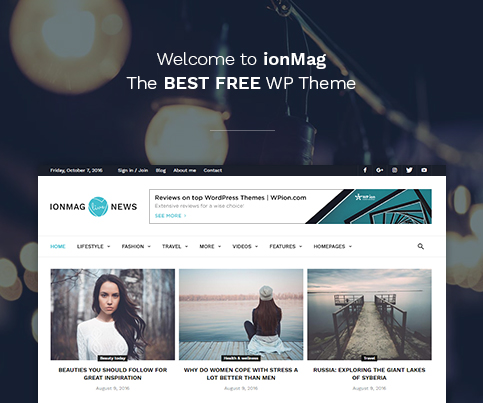 Welcome to ionMag
The BEST FREE WP Theme
Friday, October 7, 2016 Sign in / Join Blog About me Contact
IONMAG live NEWS
Reviews on top WordPress Themes | WPion.com
Extensive reviews for a wise choice!
SEE MORE >
WPion
HOME LIFESTYLE FASHION TRAVEL MORE VIDEOS FEATURES HOMEPAGES
Beauty today
BEAUTIES YOU SHOULD FOLLOW FOR
GREAT INSPIRATION
August 8, 2016
Health & wellness
WHY DO WOMEN COPE WITH STRESS A
LOT BETTER THAN MEN
August 8, 2016
Travel
RUSSIA: EXPLORING THE GIANT LAKES
OF SYBERIA
August 8, 2016